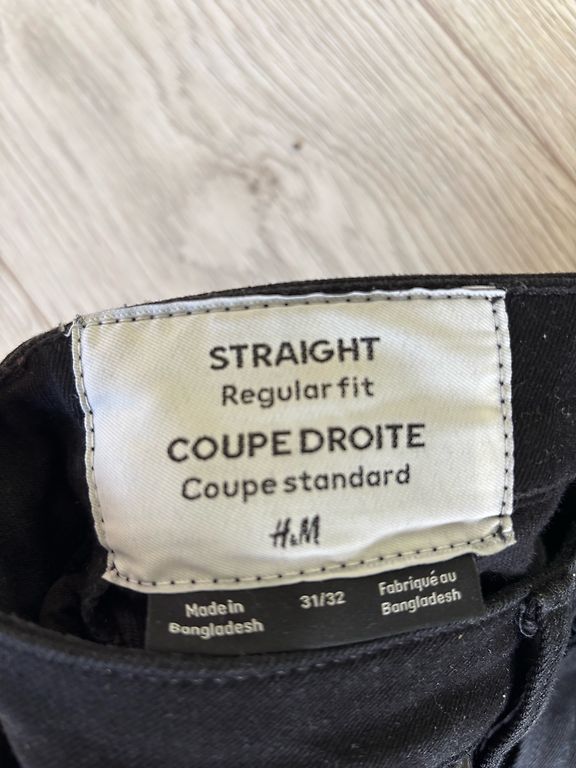 STRAIGHT
Regular fit
COUPE DROITE
Coupe standard
H&M
Made in
Bangladesh
31/32
Fabriqué au
Bangladesh